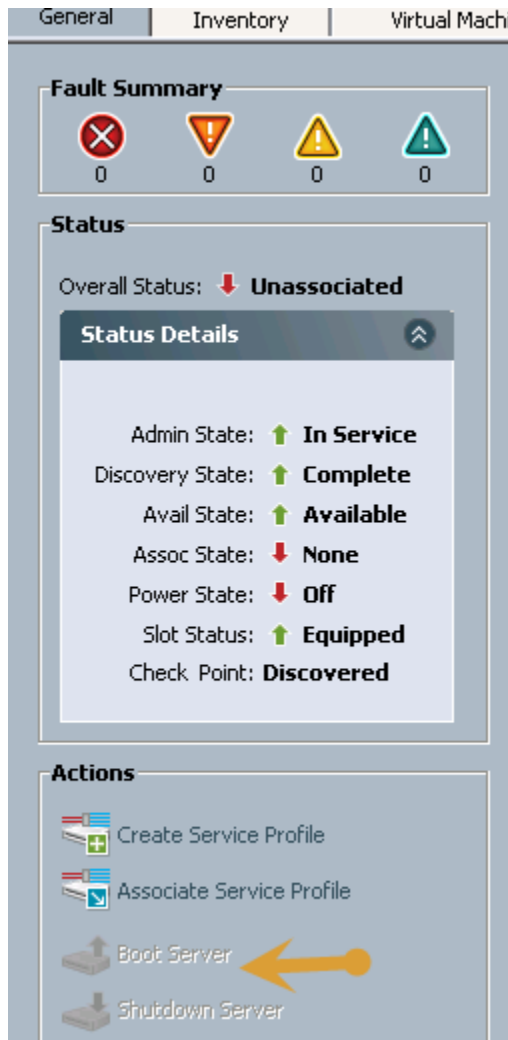 General Inventory Virtual Machi
Fault Summary
0 0 0 0
Status
Overall Status: Unassociated
Status Details
Admin State: In Service
Discovery State: Complete
Avail State: Available
Assoc State: None
Power State: Off
Slot Status: Equipped
Check Point: Discovered
Actions
Create Service Profile
Associate Service Profile
Boot Server
Shutdown Server